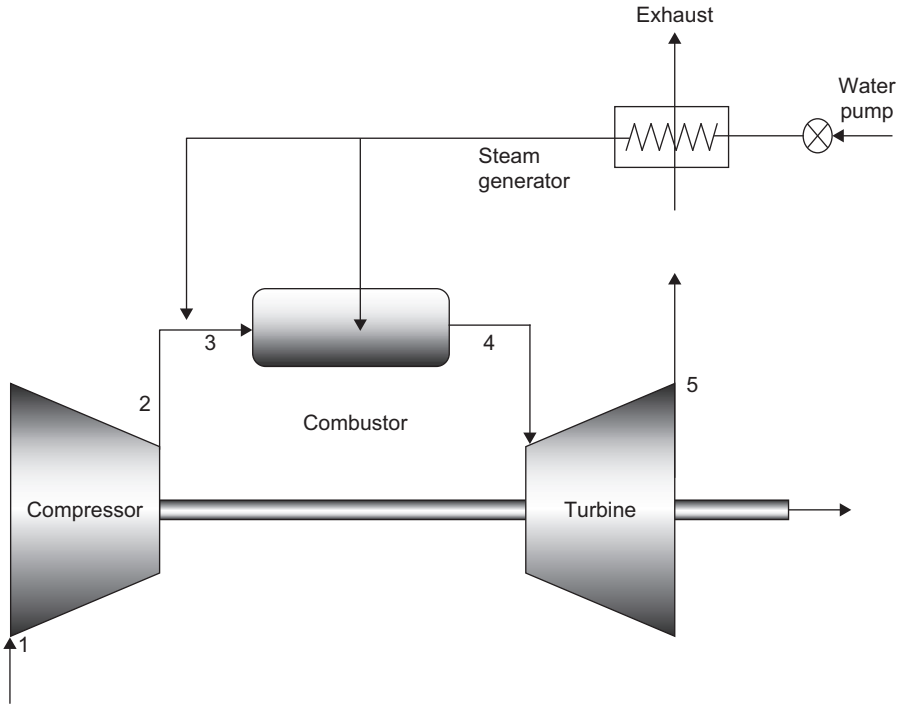 Exhaust
Water
pump
Steam
generator
3
4
2
5
Combustor
Compressor
Turbine
1